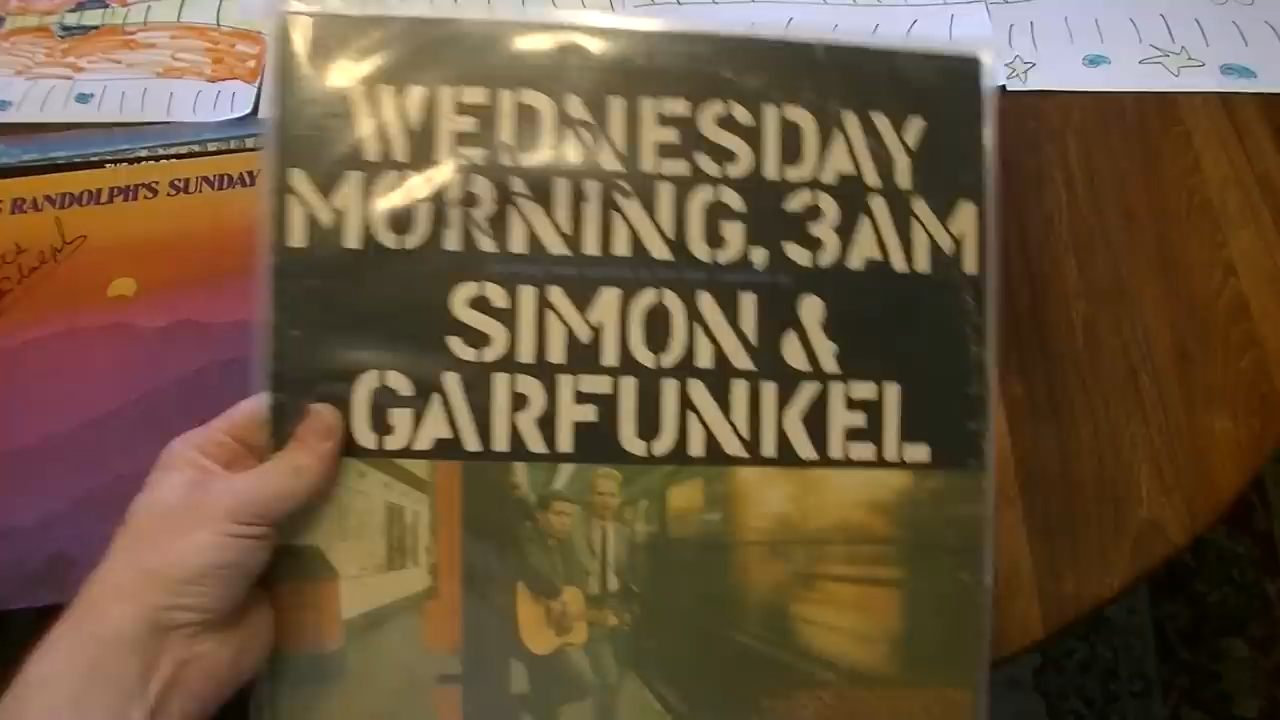 RANDOLPH'S SUNDAY
WEDNESDAY
MORNING, 3AM
SIMON &
GARFUNKEL